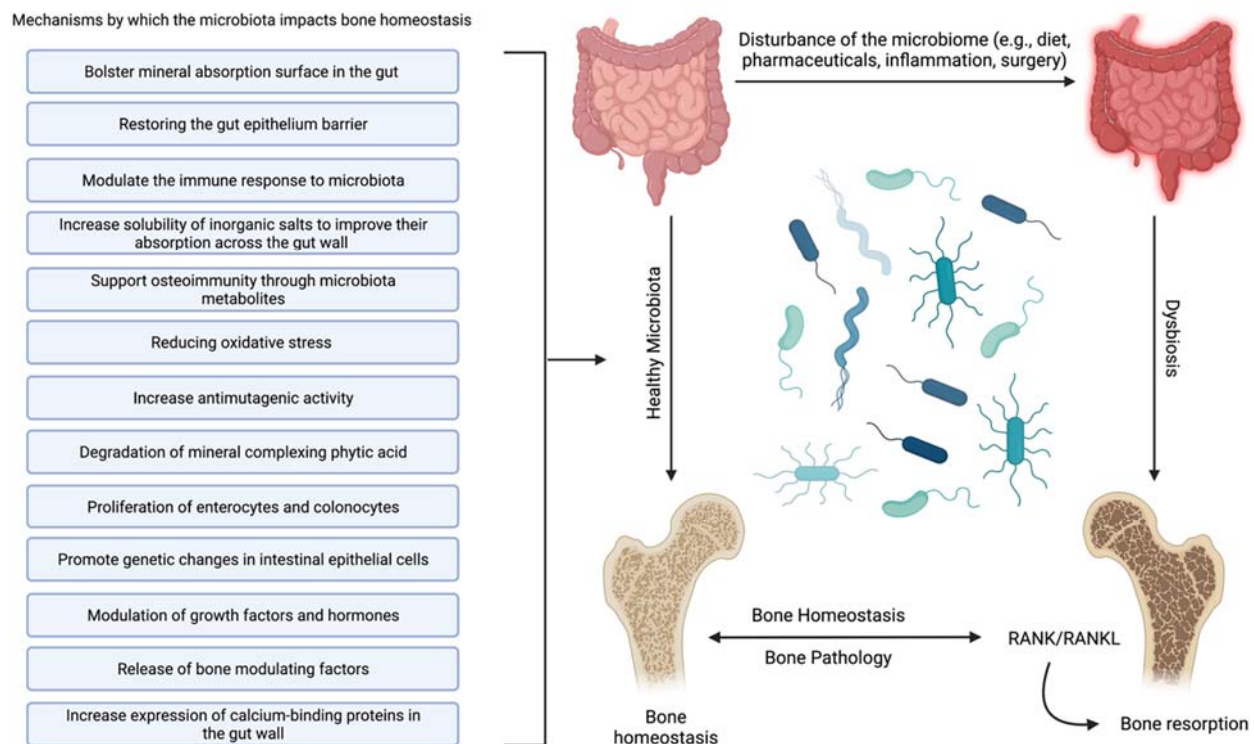 Mechanisms by which the microbiota impacts bone homeostasis
Bolster mineral absorption surface in the gut
Restoring the gut epithelium barrier
Modulate the immune response to microbiota
Increase solubility of inorganic salts to improve their
absorption across the gut wall
Support osteoimmunity through microbiota
metabolites
Reducing oxidative stress
Increase antimutagenic activity
Degradation of mineral complexing phytic acid
Proliferation of enterocytes and colonocytes
Promote genetic changes in intestinal epithelial cells
Modulation of growth factors and hormones
Release of bone modulating factors
Increase expression of calcium-binding proteins in
the gut wall
Disturbance of the microbiome (e.g., diet,
pharmaceuticals, inflammation, surgery)
Healthy Microbiota
Dysbiosis
Bone Homeostasis
Bone Pathology
RANK/RANKL
Bone
homeostasis
Bone resorption